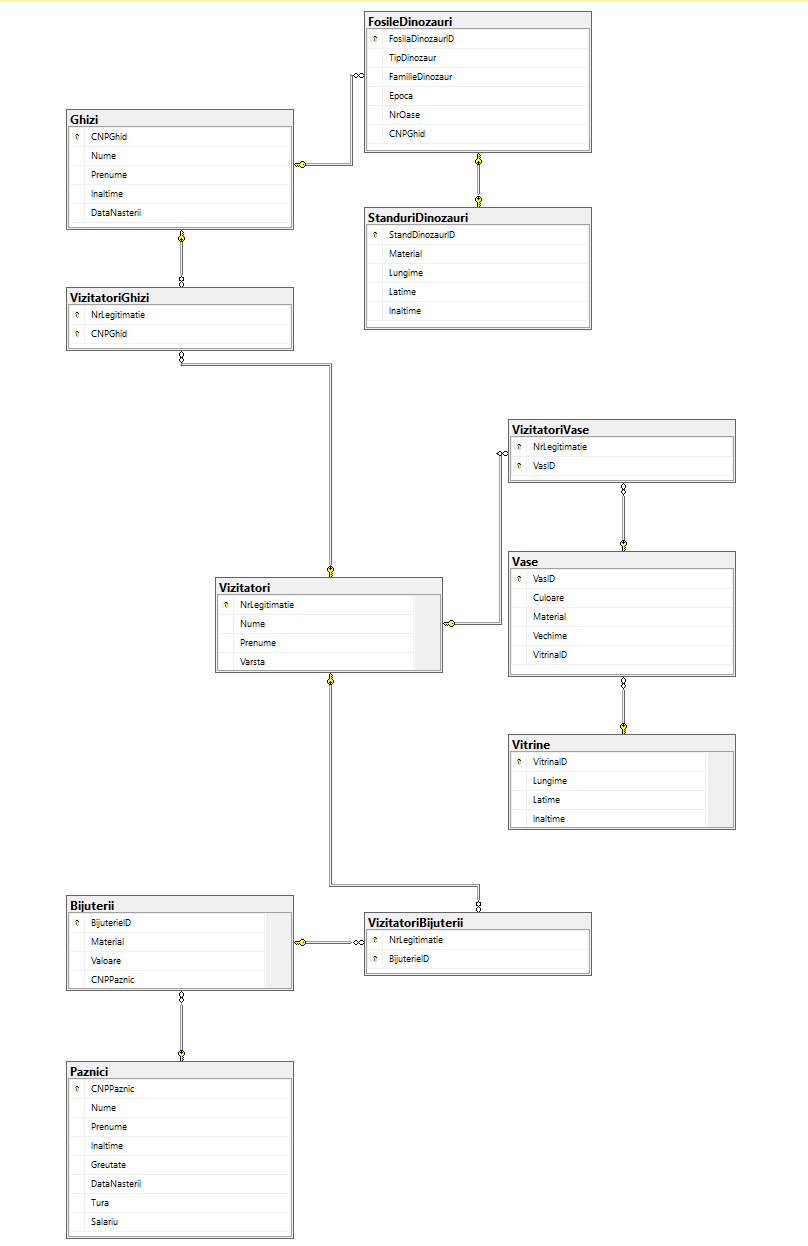 FosileDinozauri
FosilaDinozaurID
TipDinozaur
FamilieDinozaur
Epoca
NrOase
CNPGhid
Ghizi
CNPGhid
Nume
Prenume
Inaltime
DataNasterii
StanduriDinozauri
StandDinozaurID
Material
Lungime
Latime
Inaltime
VizitatoriGhizi
NrLegitimatie
CNPGhid
VizitatoriVase
NrLegitimatie
VasID
Vase
VasID
Culoare
Material
Vechime
VitrinaID
Vizitatori
NrLegitimatie
Nume
Prenume
Varsta
Vitrine
VitrinaID
Lungime
Latime
Inaltime
Bijuterii
BijuterieID
Material
Valoare
CNPPaznic
VizitatoriBijuterii
NrLegitimatie
BijuterieID
Paznici
CNPPaznic
Nume
Prenume
Inaltime
Greutate
DataNasterii
Tura
Salariu